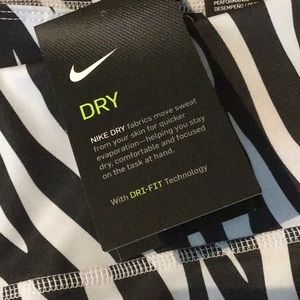 DRY
NIKE DRY fabrics move sweat
from your skin for quicker
evaporation—helping you stay
dry, comfortable and focused
on the task at hand.
With DRI-FIT Technology
DESEMPEÑO